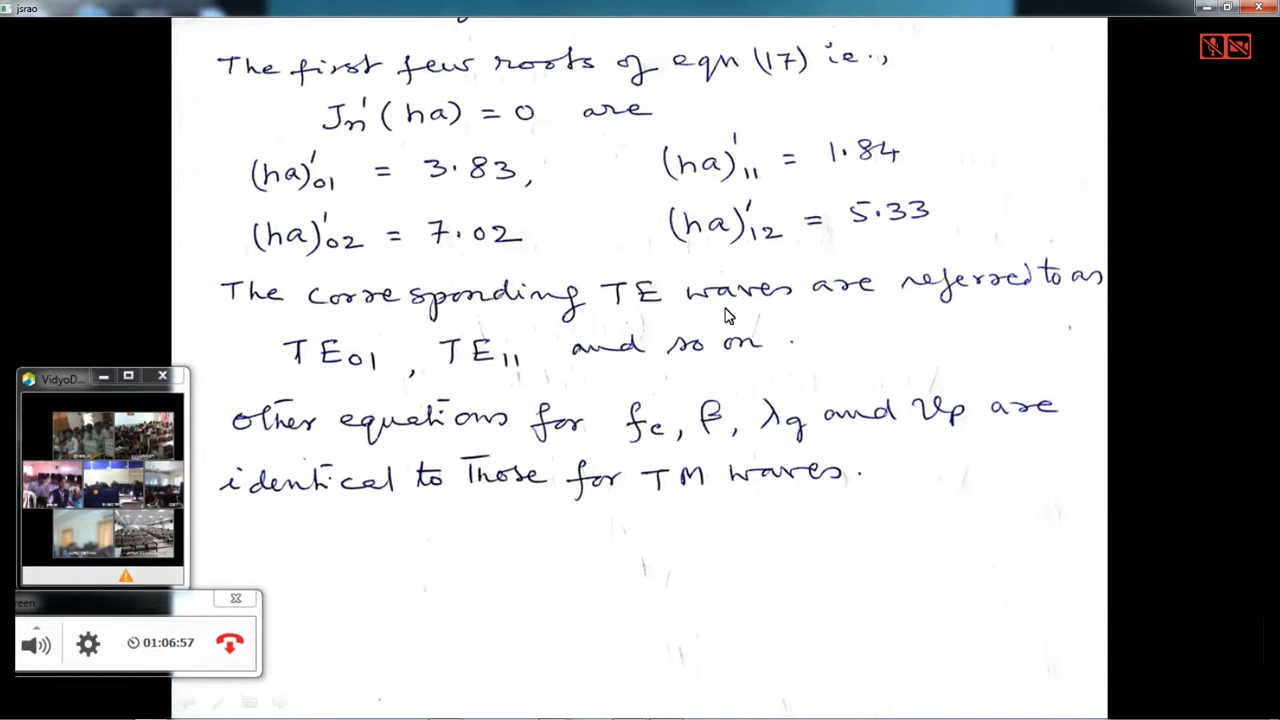 jsrao
The first few roots of eqn (17) i.e.,
Jn'(ha) = 0 are
(ha)'01 = 3.83, (ha)'11 = 1.84
(ha)'02 = 7.02 (ha)'12 = 5.33
The corresponding TE waves are referred to as
TE01, TE11 and so on.
Other equations for fc, β, λg and Vp are
identical to those for TM waves.
VidyoD...
reen
01:06:57